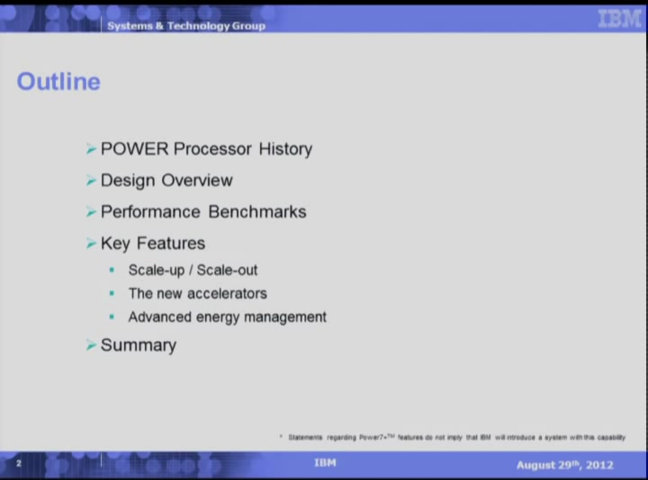 Systems & Technology Group
IBM
Outline
POWER Processor History
Design Overview
Performance Benchmarks
Key Features
Scale-up / Scale-out
The new accelerators
Advanced energy management
Summary
* Statements regarding Power7+™ features do not imply that IBM will introduce a system with this capability
2
IBM
August 29th, 2012